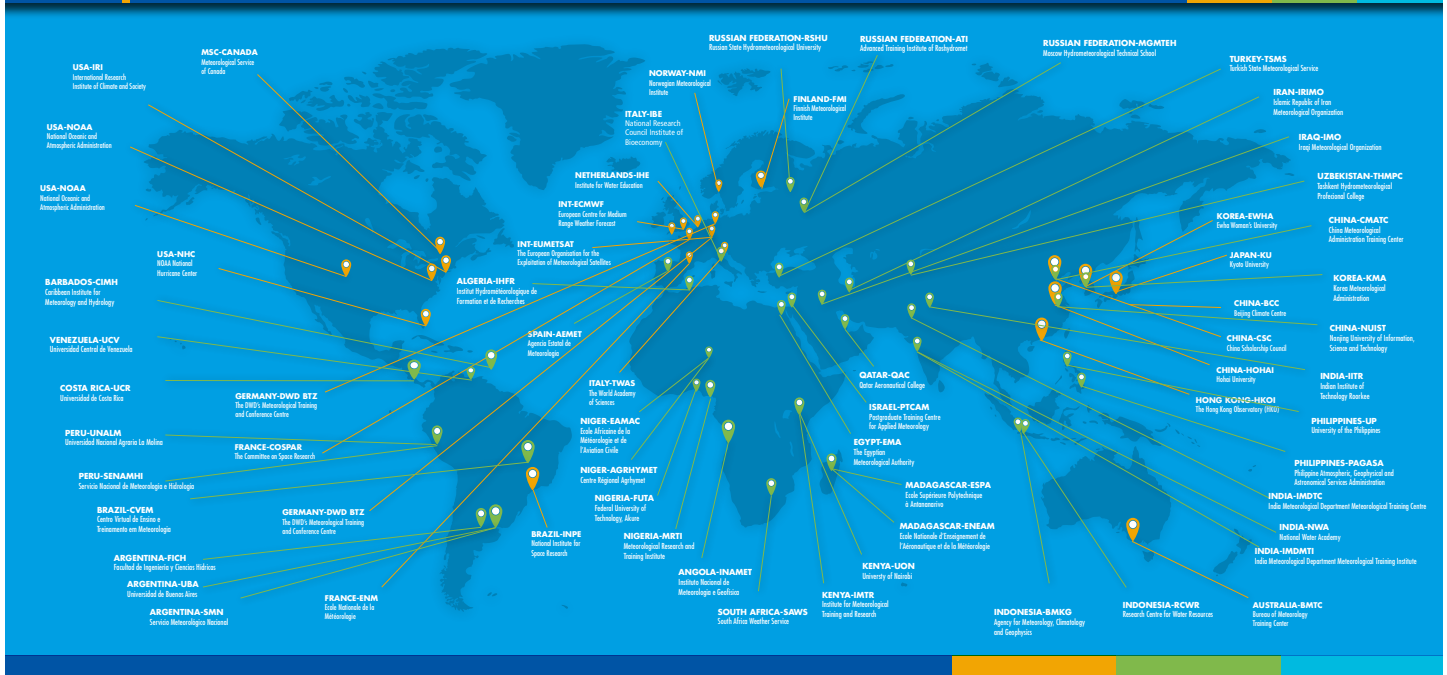 MSC-CANADA
Meteorological Service
of Canada
USA-IRI
International Research
Institute of Climate and Society
USA-NOAA
National Oceanic and
Atmospheric Administration
USA-NOAA
National Oceanic and
Atmospheric Administration
USA-NHC
NOAA National
Hurricane Center
BARBADOS-CIMH
Caribbean Institute for
Meteorology and Hydrology
VENEZUELA-UCV
Universidad Central de Venezuela
COSTA RICA-UCR
Universidad de Costa Rica
PERU-UNALM
Universidad Nacional Agraria La Molina
PERU-SENAMHI
Servicio Nacional de Meteorologia e Hidrologia
BRAZIL-CVEM
Centro Virtual de Ensino e
Treinamento em Meteorologia
ARGENTINA-FICH
Facultad de Ingenieria y Ciencias Hidricas
ARGENTINA-UBA
Universidad de Buenos Aires
ARGENTINA-SMN
Servicio Meteorológico Nacional
GERMANY-DWD BTZ
The DWD's Meteorological Training
and Conference Centre
FRANCE-COSPAR
The Committee on Space Research
GERMANY-DWD BTZ
The DWD's Meteorological Training
and Conference Centre
FRANCE-ENM
Ecole Nationale de la
Météorologie
RUSSIAN FEDERATION-RSHU
Russian State Hydrometeorological University
NORWAY-NMI
Norwegian Meteorological
Institute
ITALY-IBE
National Research
Council Institute of
Bioeconomy
NETHERLANDS-IHE
Institute for Water Education
INT-ECMWF
European Centre for Medium
Range Weather Forecast
INT-EUMETSAT
The European Organisation for the
Exploitation of Meteorological Satellites
ALGERIA-IHFR
Institut Hydrométéorologique de
Formation et de Recherches
SPAIN-AEMET
Agencia Estatal de
Meteorología
ITALY-TWAS
The World Academy
of Sciences
NIGER-EAMAC
Ecole Africaine de la
Météorologie et de
l'Aviation Civile
NIGER-AGRHYMET
Centre Régional Agrhymet
NIGERIA-FUTA
Federal University of
Technology, Akure
BRAZIL-INPE
National Institute for
Space Research
NIGERIA-MRTI
Meteorological Research and
Training Institute
ANGOLA-INAMET
Instituto Nacional de
Meteorologia e Geofisica
SOUTH AFRICA-SAWS
South Africa Weather Service
RUSSIAN FEDERATION-ATI
Advanced Training Institute of Roshydromet
FINLAND-FMI
Finnish Meteorological
Institute
QATAR-QAC
Qatar Aeronautical College
ISRAEL-PTCAM
Postgraduate Training Centre
for Applied Meteorology
EGYPT-EMA
The Egyptian
Meteorological Authority
MADAGASCAR-ESPA
Ecole Supérieure Polytechnique
à Antananarivo
MADAGASCAR-ENEAM
Ecole Nationale d'Enseignement de
l'Aéronautique et de la Météorologie
KENYA-UON
Universty of Nairobi
KENYA-IMTR
Institute for Meteorological
Training and Research
RUSSIAN FEDERATION-MGMTEH
Moscow Hydrometeorological Technical School
TURKEY-TSMS
Turkish State Meteorological Service
IRAN-IRIMO
Islamic Republic of Iran
Meteorological Organization
IRAQ-IMO
Iraqi Meteorological Organization
UZBEKISTAN-THMPC
Tashkent Hydrometeorological
Profecional College
KOREA-EWHA
Ewha Woman's University
CHINA-CMATC
China Meteorological
Administration Training Center
JAPAN-KU
Kyoto University
KOREA-KMA
Korea Meteorological
Administration
CHINA-BCC
Beijing Climate Centre
CHINA-NUIST
Nanjing University of Information,
Science and Technology
CHINA-CSC
China Scholarship Council
CHINA-HOHAI
Hohai University
INDIA-IITR
Indian Institute of
Technology Roorkee
HONG KONG-HKOI
The Hong Kong Observatory (HKO)
PHILIPPINES-UP
University of the Philippines
PHILIPPINES-PAGASA
Philippine Atmospheric, Geophysical and
Astronomical Services Administration
INDIA-IMDTC
India Meteorological Department Meteorological Training Centre
INDIA-NWA
National Water Academy
INDIA-IMDMTI
India Meteorological Department Meteorological Training Institute
INDONESIA-BMKG
Agency for Meteorology, Climatology
and Geophysics
INDONESIA-RCWR
Research Centre for Water Resources
AUSTRALIA-BMTC
Bureau of Meteorology
Training Center